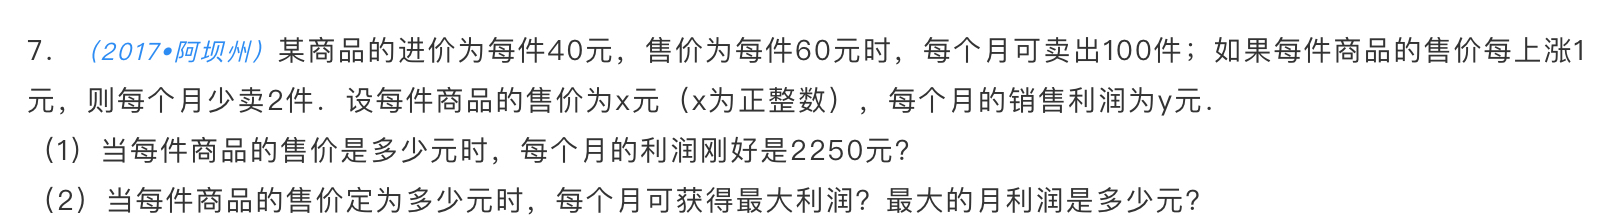 7. （2017•阿坝州）某商品的进价为每件40元，售价为每件60元时，每个月可卖出100件；如果每件商品的售价每上涨1
元，则每个月少卖2件．设每件商品的售价为x元（x为正整数），每个月的销售利润为y元．
（1）当每件商品的售价是多少元时，每个月的利润刚好是2250元？
（2）当每件商品的售价定为多少元时，每个月可获得最大利润？最大的月利润是多少元？